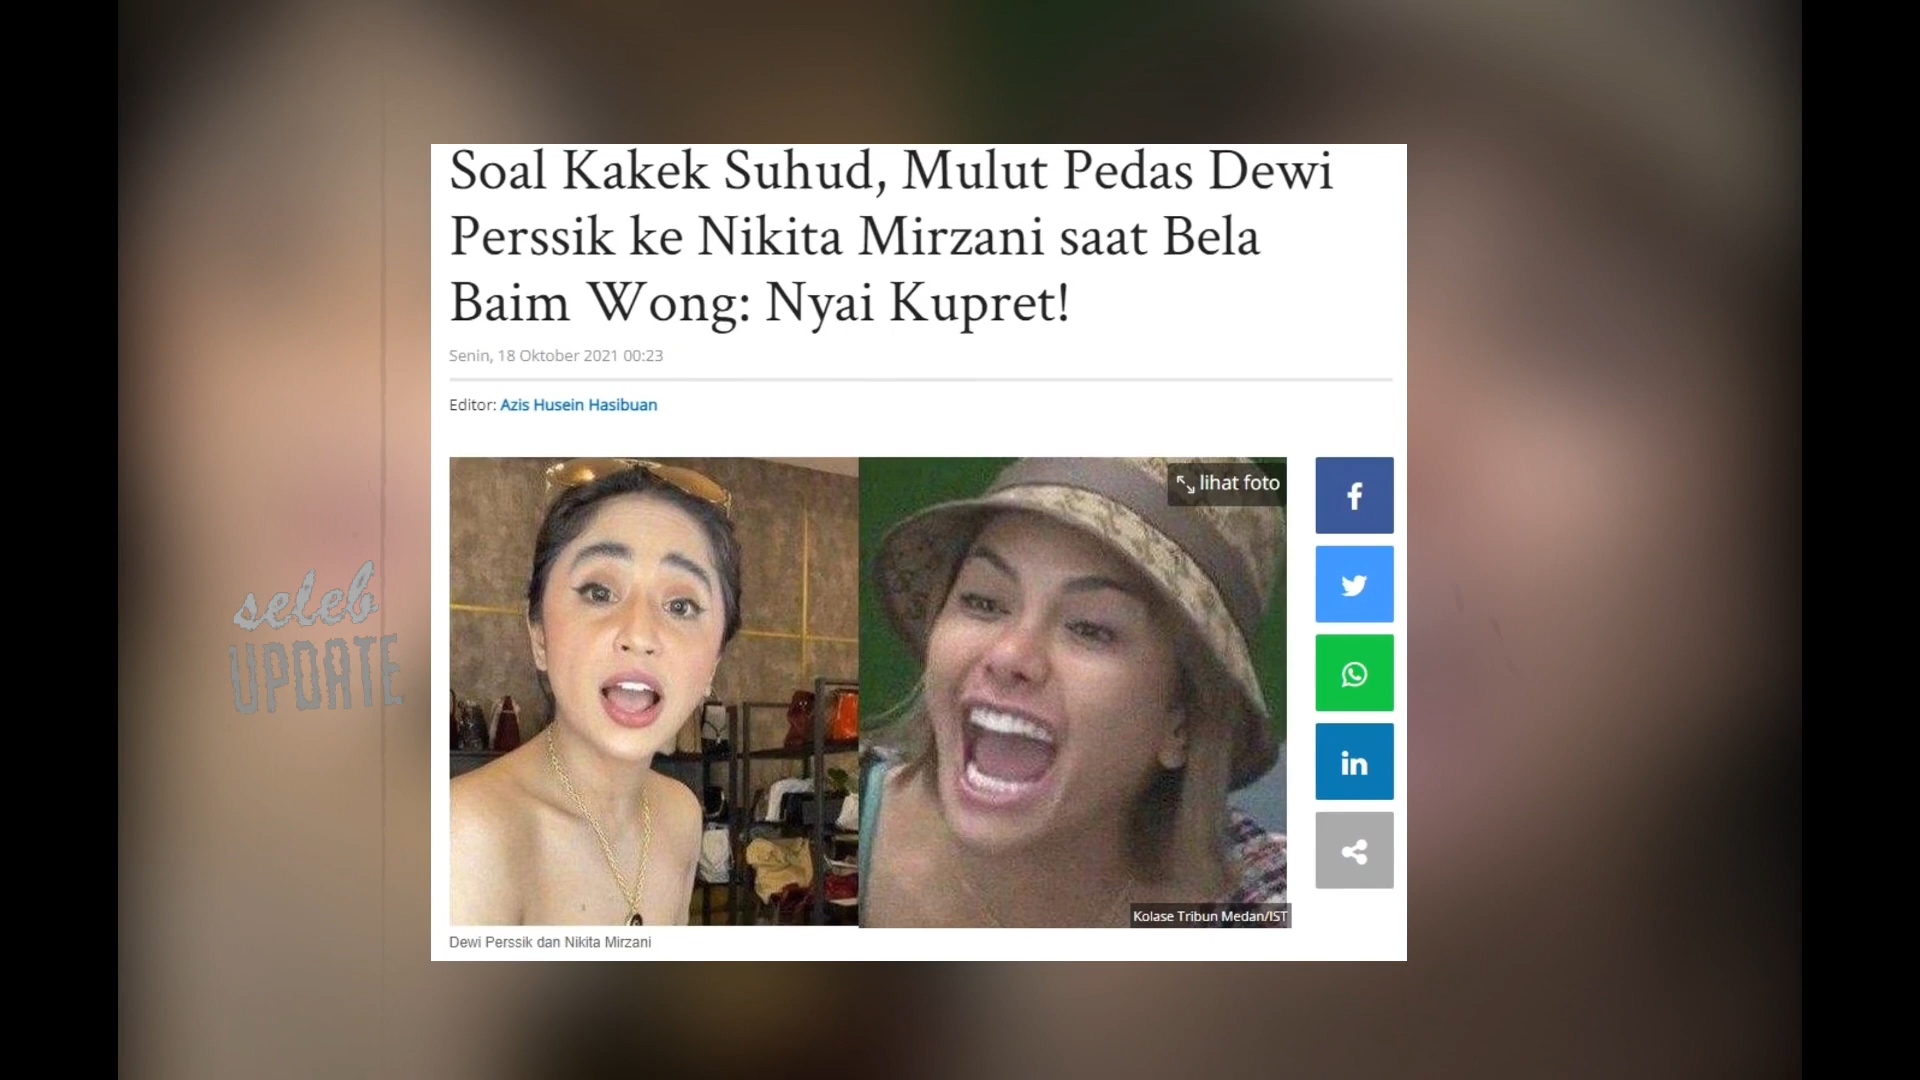 Soal Kakek Suhud, Mulut Pedas Dewi
Perssik ke Nikita Mirzani saat Bela
Baim Wong: Nyai Kupret!
Senin, 18 Oktober 2021 00:23
Editor: Azis Husein Hasibuan
lihat foto
seleb
UPDATE
Kolase Tribun Medan/IST
Dewi Perssik dan Nikita Mirzani